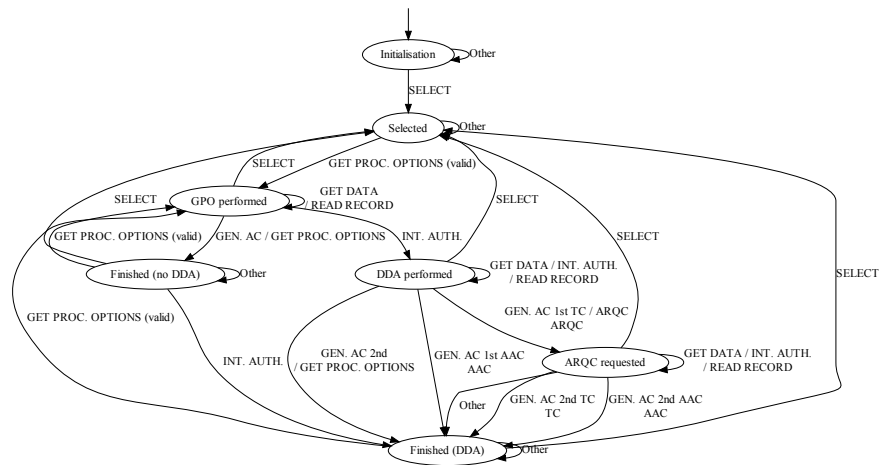 Initialisation
Other
SELECT
Selected
Other
SELECT
GET PROC. OPTIONS (valid)
GPO performed
GET DATA
/ READ RECORD
SELECT
SELECT
GET PROC. OPTIONS (valid)
GEN. AC / GET PROC. OPTIONS
INT. AUTH.
SELECT
Finished (no DDA)
Other
DDA performed
GET DATA / INT. AUTH.
/ READ RECORD
SELECT
GET PROC. OPTIONS (valid)
GEN. AC 1st TC / ARQC
ARQC
INT. AUTH.
GEN. AC 2nd
/ GET PROC. OPTIONS
GEN. AC 1st AAC
AAC
ARQC requested
GET DATA / INT. AUTH.
/ READ RECORD
Other
GEN. AC 2nd TC
TC
GEN. AC 2nd AAC
AAC
Finished (DDA)
Other